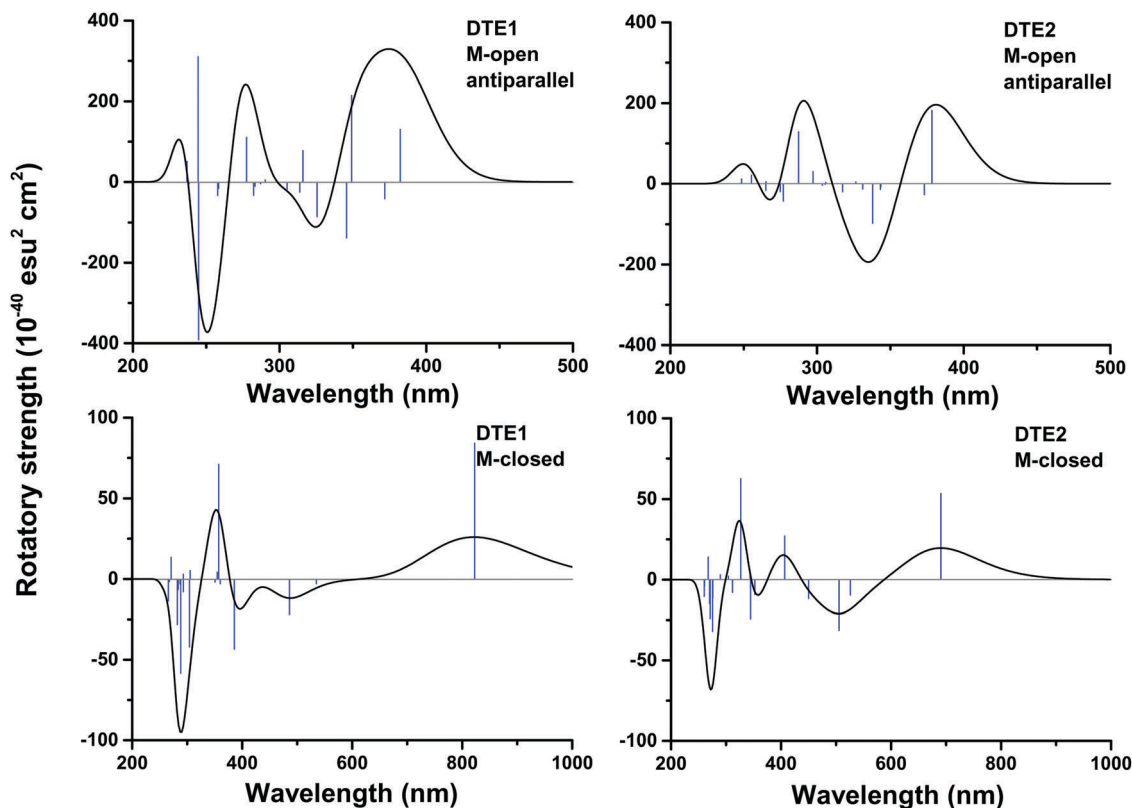 Rotatory strength (10⁻⁴⁰ esu² cm²)
DTE1
M-open
antiparallel
400
200
0
-200
-400
200 300 400 500
Wavelength (nm)
DTE2
M-open
antiparallel
400
200
0
-200
-400
200 300 400 500
Wavelength (nm)
DTE1
M-closed
100
50
0
-50
-100
200 400 600 800 1000
Wavelength (nm)
DTE2
M-closed
100
50
0
-50
-100
200 400 600 800 1000
Wavelength (nm)